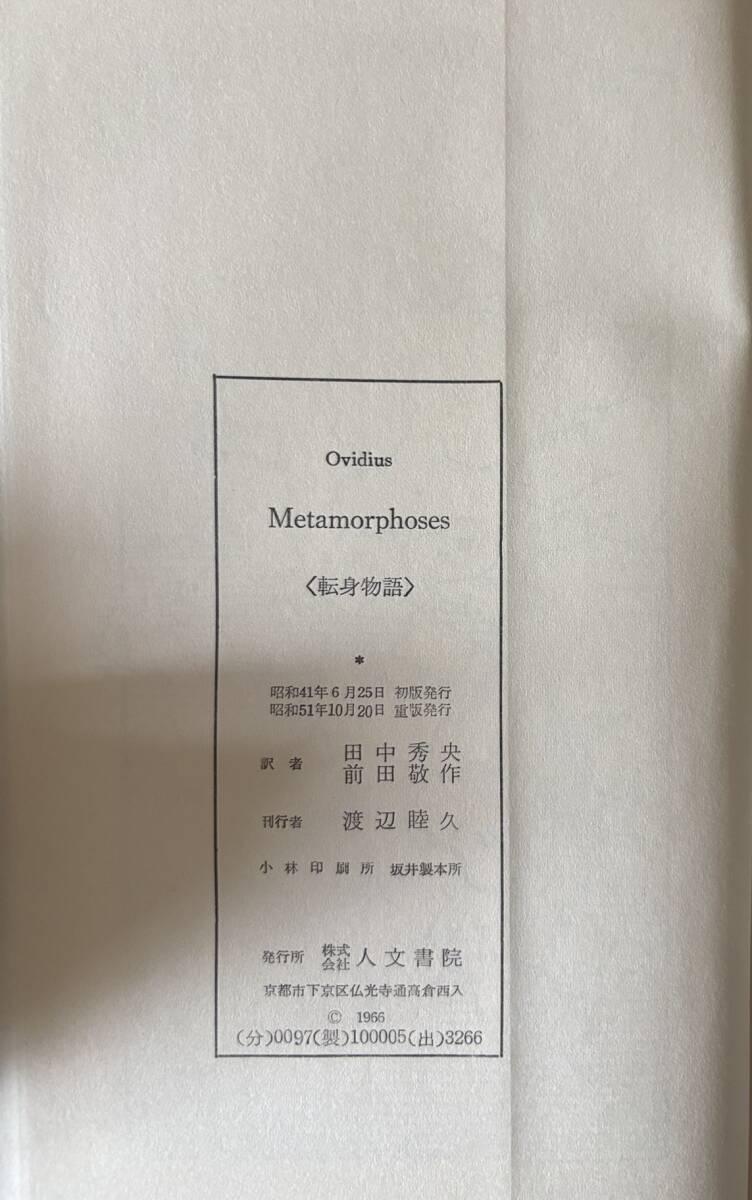 Ovidius
Metamorphoses
〈転身物語〉
*
昭和41年6月25日 初版発行
昭和51年10月20日 重版発行
訳者 田中秀央
前田敬作
刊行者 渡辺睦久
小林印刷所 坂井製本所
発行所 株式会社 人文書院
京都市下京区仏光寺通高倉西入
© 1966
(分)0097(製)100005(出)3266